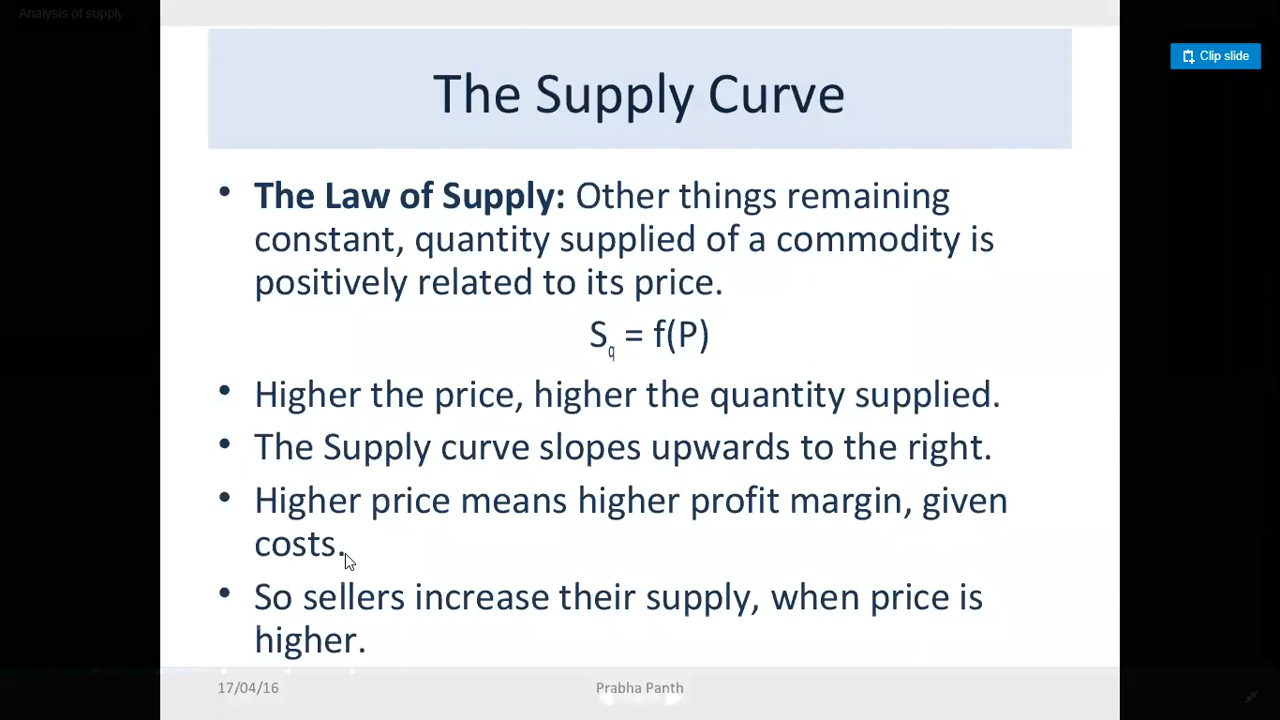 Analysis of supply
Clip slide
The Supply Curve
• The Law of Supply: Other things remaining
constant, quantity supplied of a commodity is
positively related to its price.
Sq = f(P)
• Higher the price, higher the quantity supplied.
• The Supply curve slopes upwards to the right.
• Higher price means higher profit margin, given
costs.
• So sellers increase their supply, when price is
higher.
17/04/16
Prabha Panth